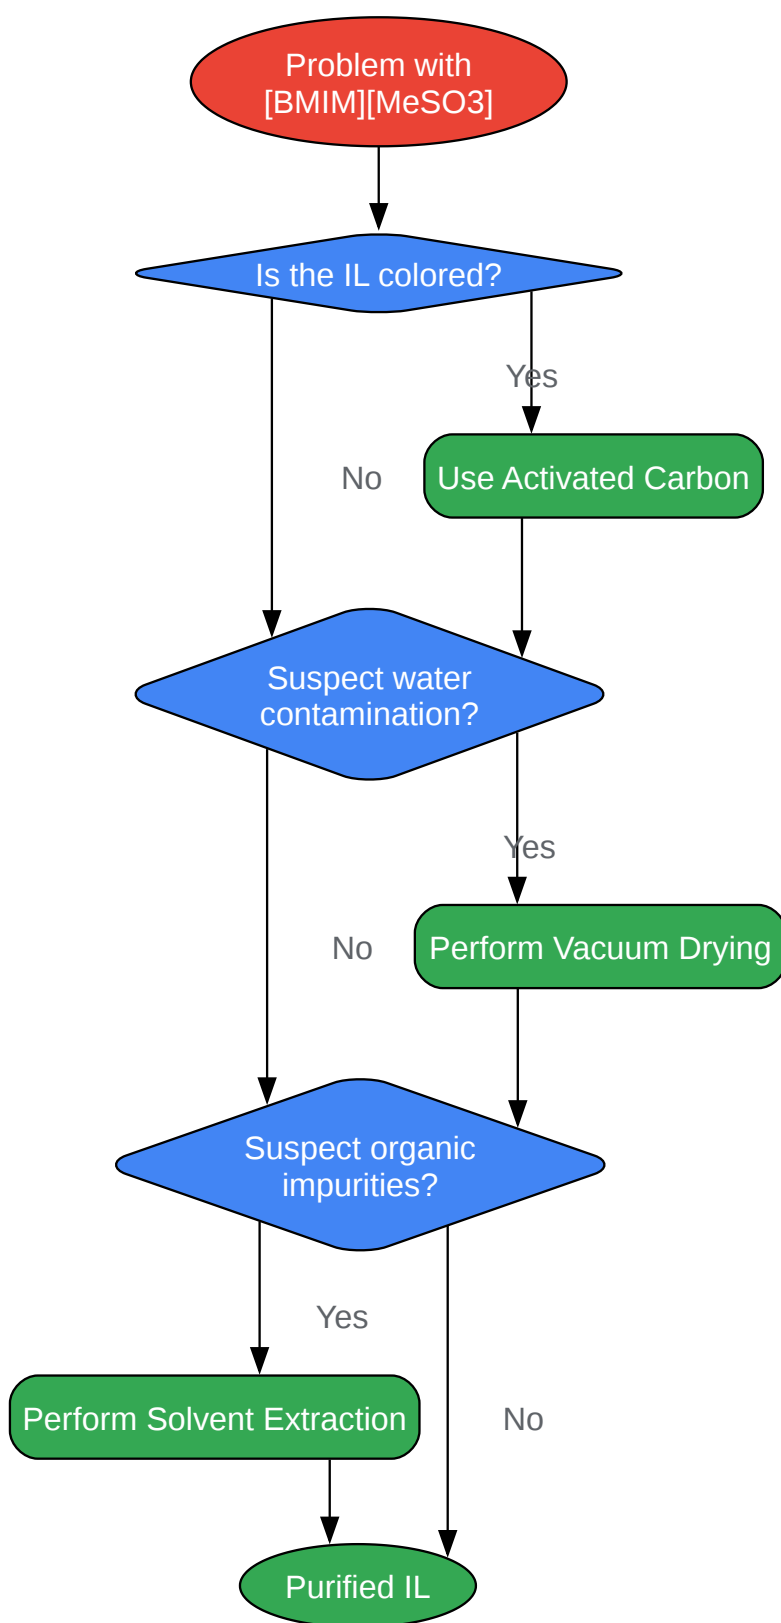 Problem with
[BMIM][MeSO3]
Is the IL colored?
Yes
No
Use Activated Carbon
Suspect water
contamination?
Yes
No
Perform Vacuum Drying
Suspect organic
impurities?
Yes
Perform Solvent Extraction
No
Purified IL